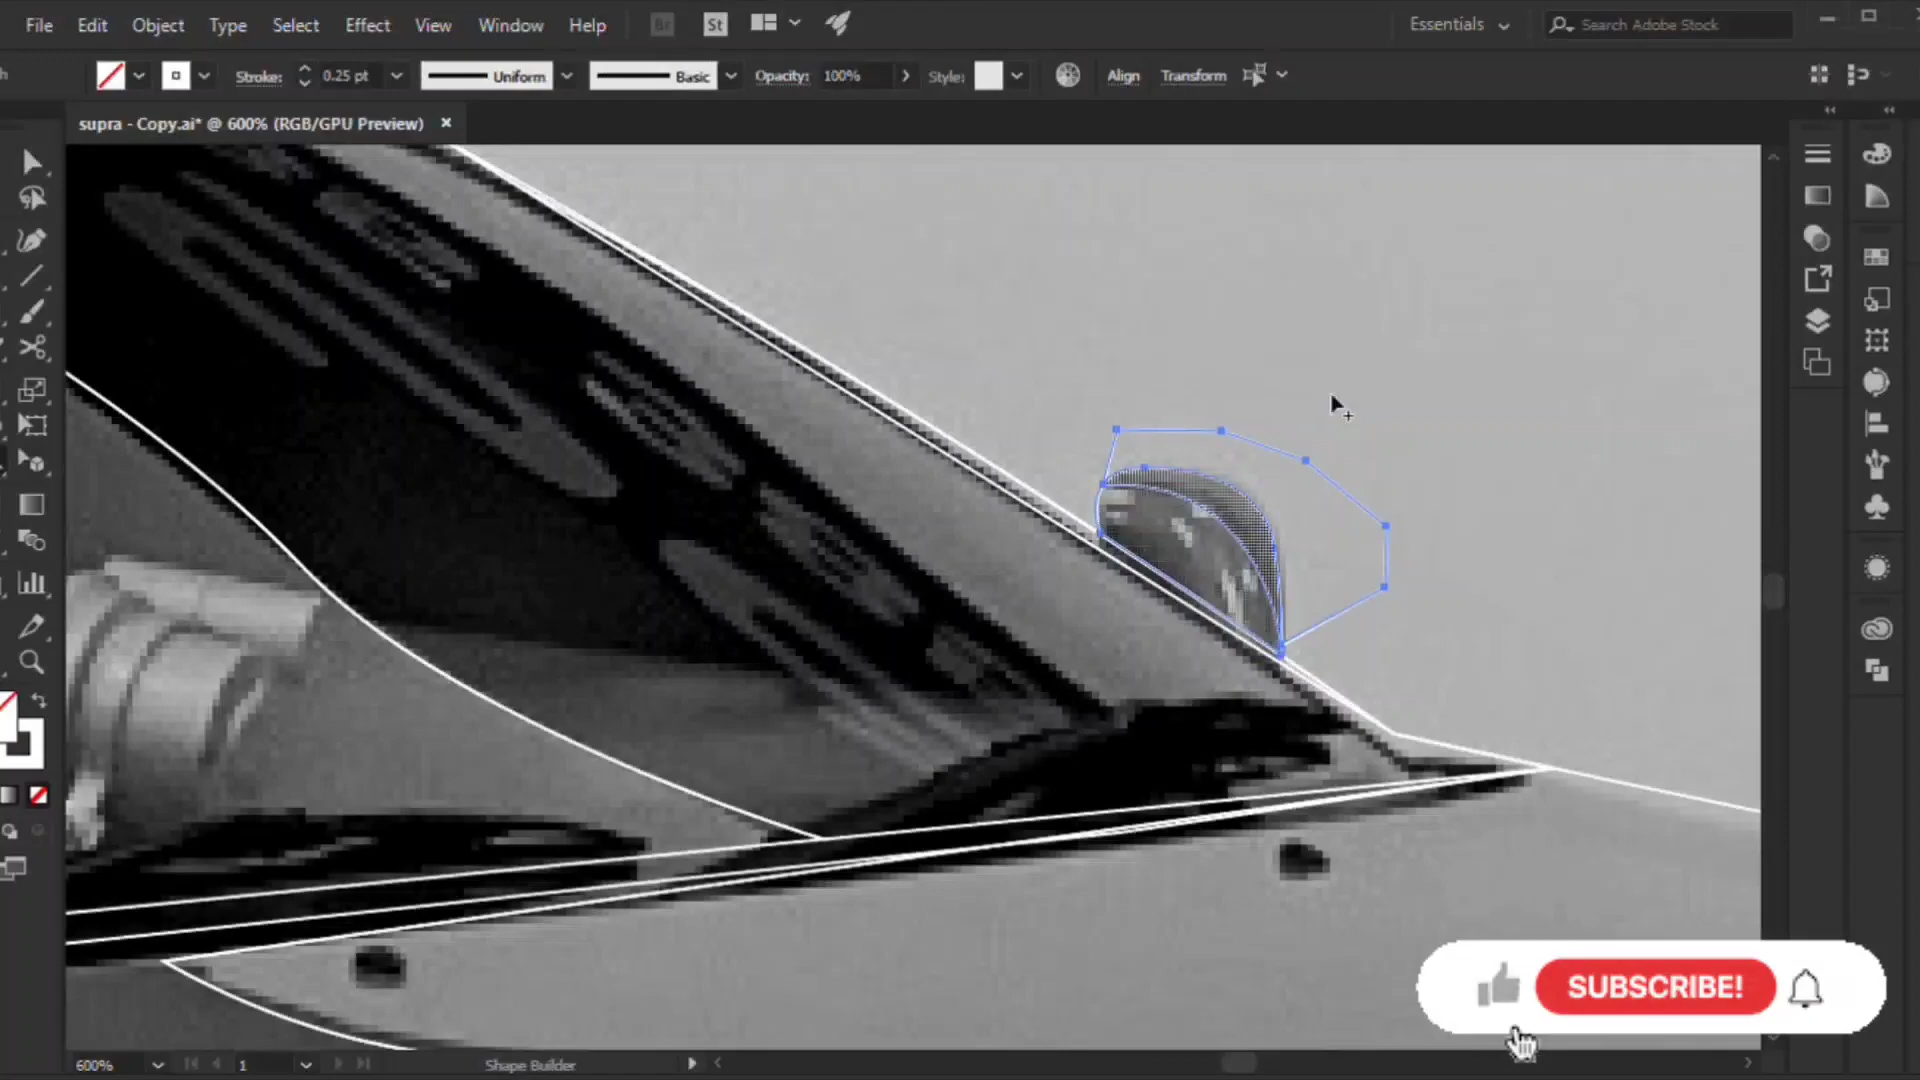 File Edit Object Type Select Effect View Window Help Br St Essentials Search Adobe Stock
h Stroke: 0.25 pt Uniform Basic Opacity: 100% Style: Align Transform
supra - Copy.ai* @ 600% (RGB/GPU Preview) ×
SUBSCRIBE!
600% 1 Shape Builder